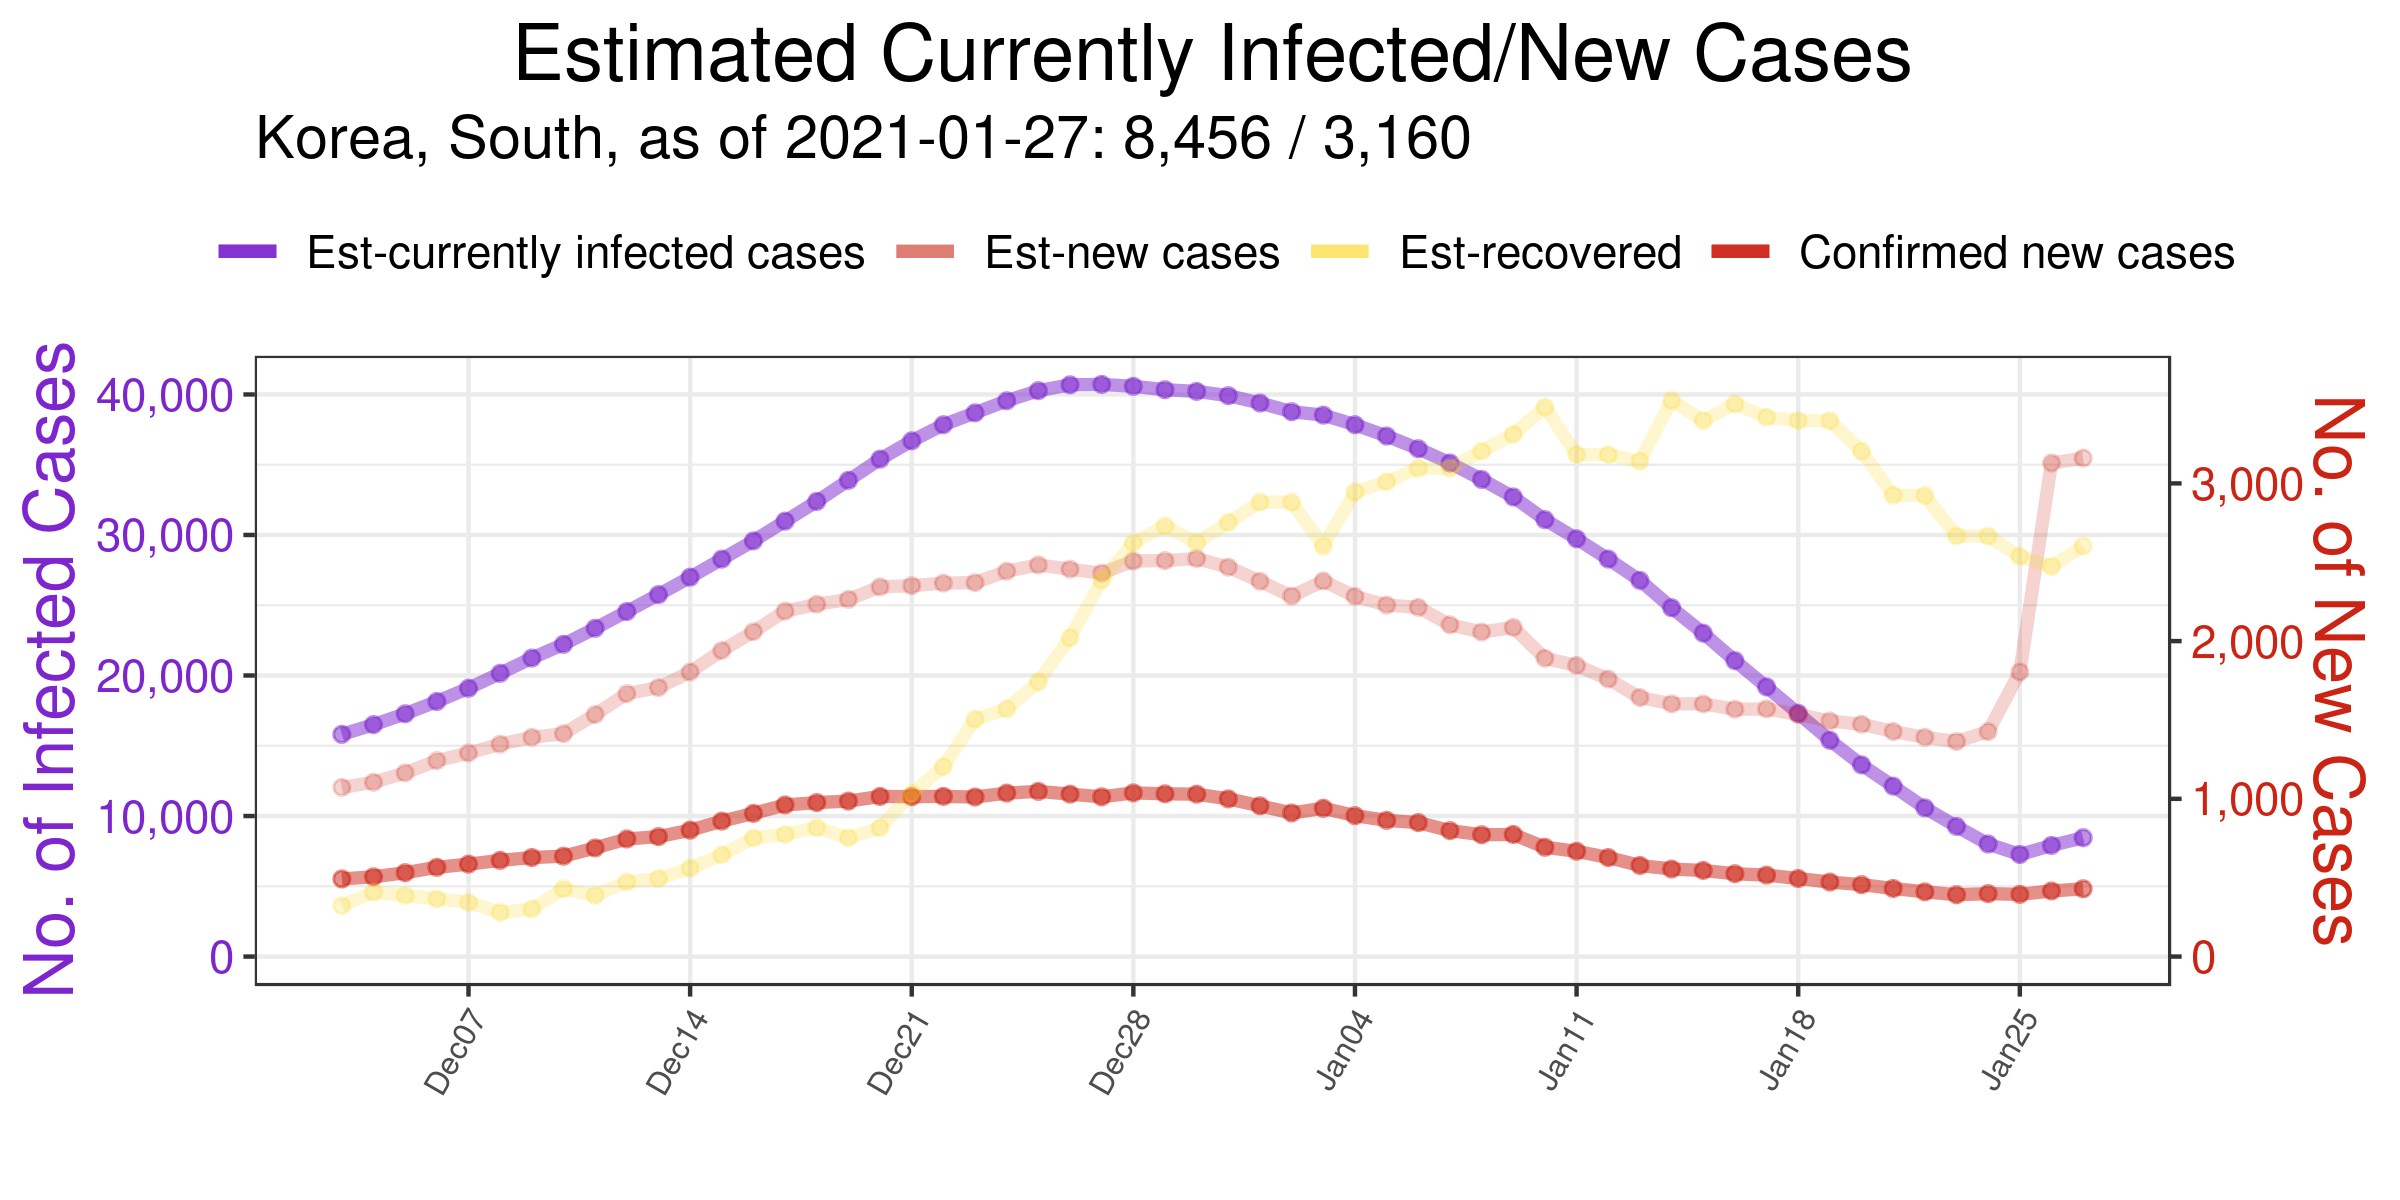 Estimated Currently Infected/New Cases
Korea, South, as of 2021-01-27: 8,456 / 3,160
Est-currently infected cases Est-new cases Est-recovered Confirmed new cases
No. of Infected Cases
40,000
30,000
20,000
10,000
0
3,000
2,000
1,000
0
No. of New Cases
Dec07 Dec14 Dec21 Dec28 Jan04 Jan11 Jan18 Jan25